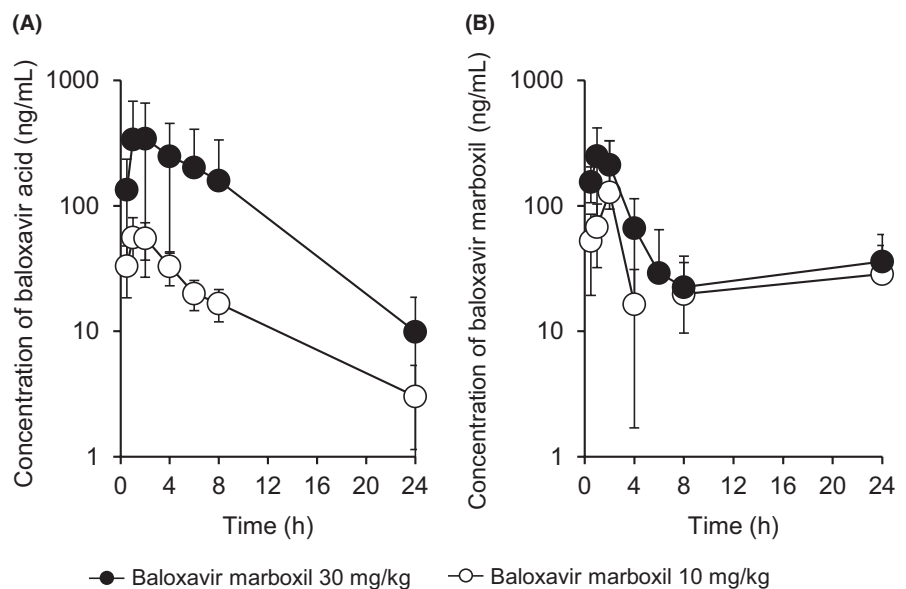 (A)
Concentration of baloxavir acid (ng/mL)
1000
100
10
1
0 4 8 12 16 20 24
Time (h)
(B)
Concentration of baloxavir marboxil (ng/mL)
1000
100
10
1
0 4 8 12 16 20 24
Time (h)
Baloxavir marboxil 30 mg/kg Baloxavir marboxil 10 mg/kg